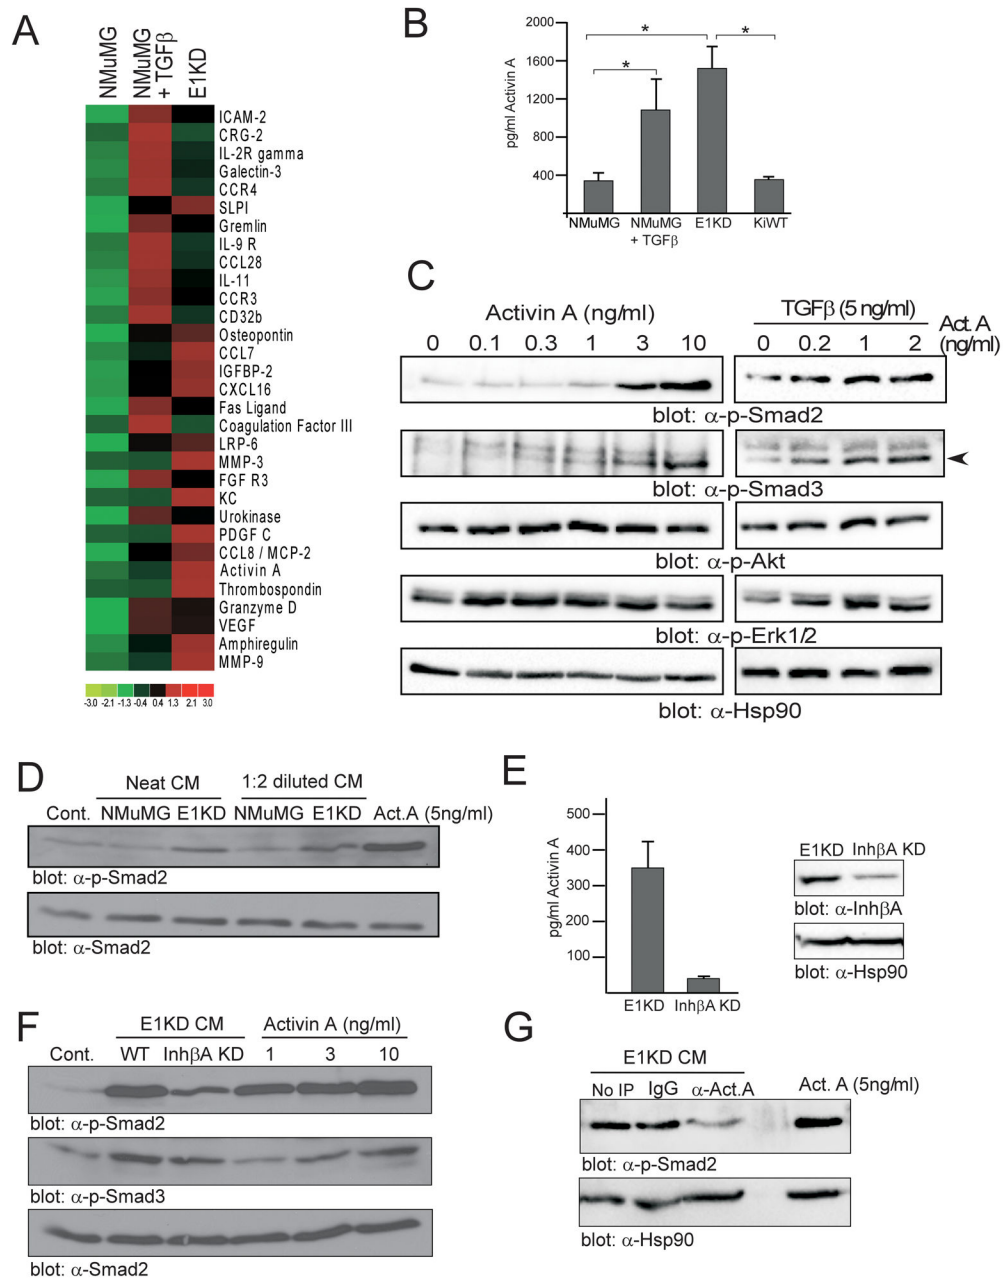 A
NMuMG
NMuMG
+ TGFβ
E1KD
ICAM-2
CRG-2
IL-2R gamma
Galectin-3
CCR4
SLPI
Gremlin
IL-9 R
CCL28
IL-11
CCR3
CD32b
Osteopontin
CCL7
IGFBP-2
CXCL16
Fas Ligand
Coagulation Factor III
LRP-6
MMP-3
FGF R3
KC
Urokinase
PDGF C
CCL8 / MCP-2
Activin A
Thrombospondin
Granzyme D
VEGF
Amphiregulin
MMP-9
-3.0 -2.1 -1.3 -0.4 0.4 1.3 2.1 3.0
B
pg/ml Activin A
2000
1600
1200
800
400
* *
*
NMuMG NMuMG E1KD KiWT
+ TGFβ
C
Activin A (ng/ml) TGFβ (5 ng/ml) Act. A
0 0.1 0.3 1 3 10 0 0.2 1 2 (ng/ml)
blot: α-p-Smad2
blot: α-p-Smad3
blot: α-p-Akt
blot: α-p-Erk1/2
blot: α-Hsp90
D
Neat CM 1:2 diluted CM
Cont. NMuMG E1KD NMuMG E1KD Act.A (5ng/ml)
blot: α-p-Smad2
blot: α-Smad2
E
pg/ml Activin A
500
400
300
200
100
E1KD InhβA KD
E1KD InhβA KD
blot: α-InhβA
blot: α-Hsp90
F
E1KD CM Activin A (ng/ml)
Cont. WT InhβA KD 1 3 10
blot: α-p-Smad2
blot: α-p-Smad3
blot: α-Smad2
G
E1KD CM
No IP IgG α-Act.A Act. A (5ng/ml)
blot: α-p-Smad2
blot: α-Hsp90